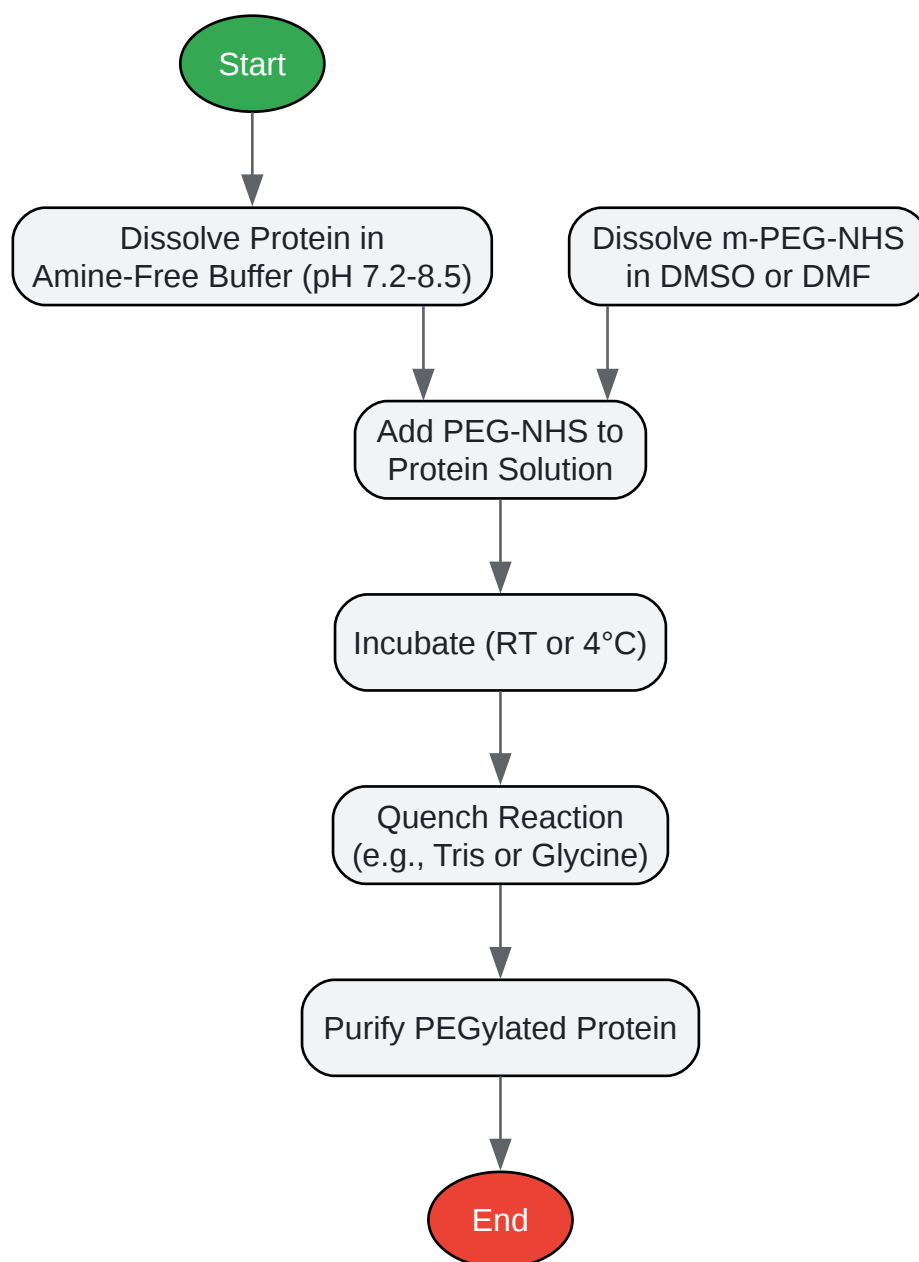 Start
Dissolve Protein in
Amine-Free Buffer (pH 7.2-8.5)
Dissolve m-PEG-NHS
in DMSO or DMF
Add PEG-NHS to
Protein Solution
Incubate (RT or 4°C)
Quench Reaction
(e.g., Tris or Glycine)
Purify PEGylated Protein
End